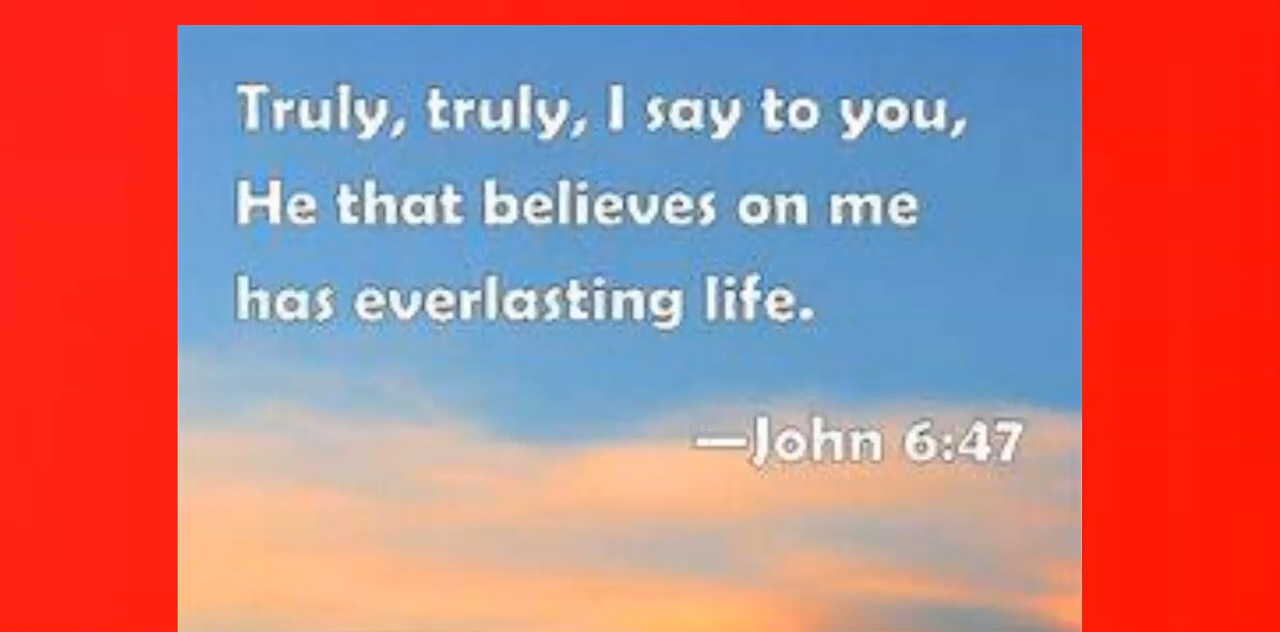 Truly, truly, I say to you,
He that believes on me
has everlasting life.
—John 6:47